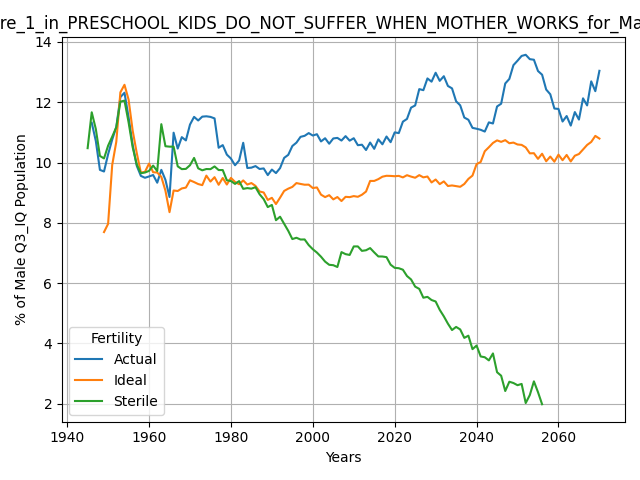 re_1_in_PRESCHOOL_KIDS_DO_NOT_SUFFER_WHEN_MOTHER_WORKS_for_Ma
% of Male Q3_IQ Population
14
12
10
8
6
4
2
Fertility
Actual
Ideal
Sterile
1940 1960 1980 2000 2020 2040 2060
Years